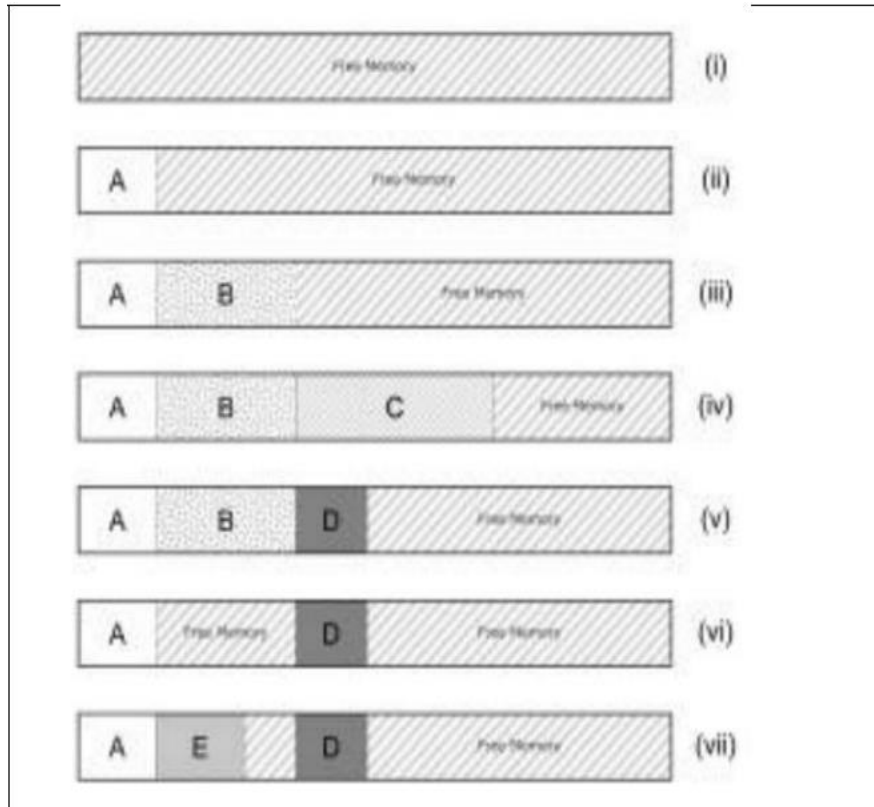 Free Memory (i)
A Free Memory (ii)
A B Free Memory (iii)
A B C Free Memory (iv)
A B D Free Memory (v)
A Free Memory D Free Memory (vi)
A E D Free Memory (vii)